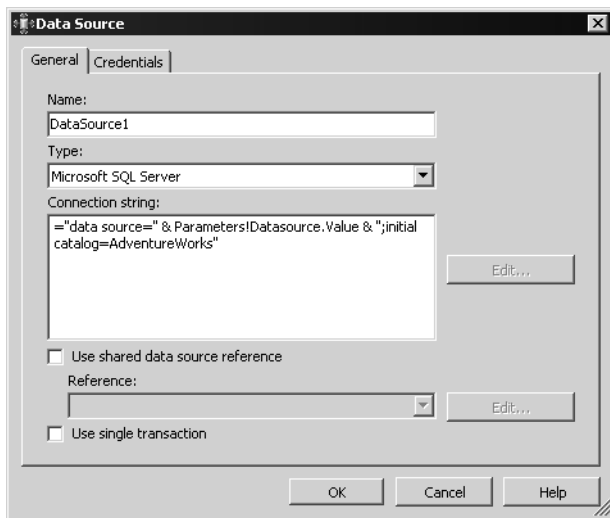 Data Source
General Credentials
Name:
DataSource1
Type:
Microsoft SQL Server
Connection string:
="data source=" & Parameters!Datasource.Value & ";initial
catalog=AdventureWorks"
Edit...
Use shared data source reference
Reference:
Edit...
Use single transaction
OK Cancel Help